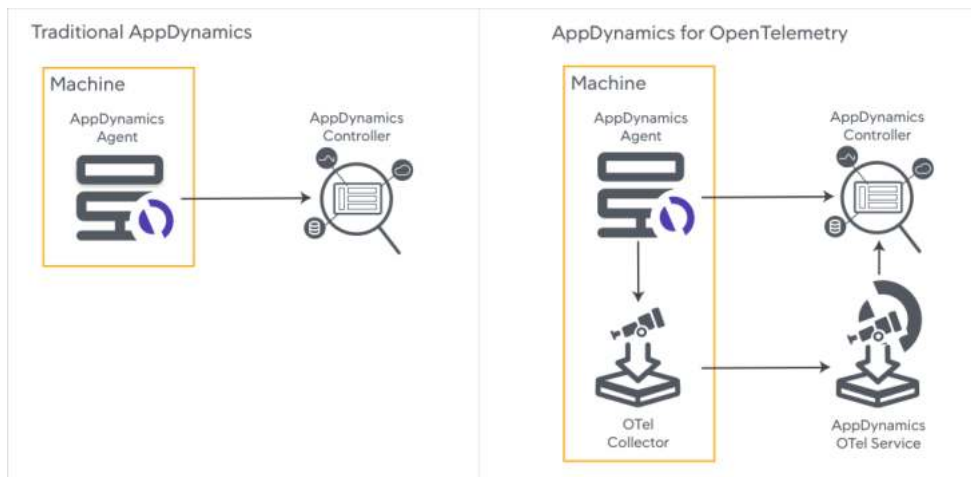 Traditional AppDynamics
Machine
AppDynamics
Agent
AppDynamics
Controller
AppDynamics for OpenTelemetry
Machine
AppDynamics
Agent
AppDynamics
Controller
OTel
Collector
AppDynamics
OTel Service